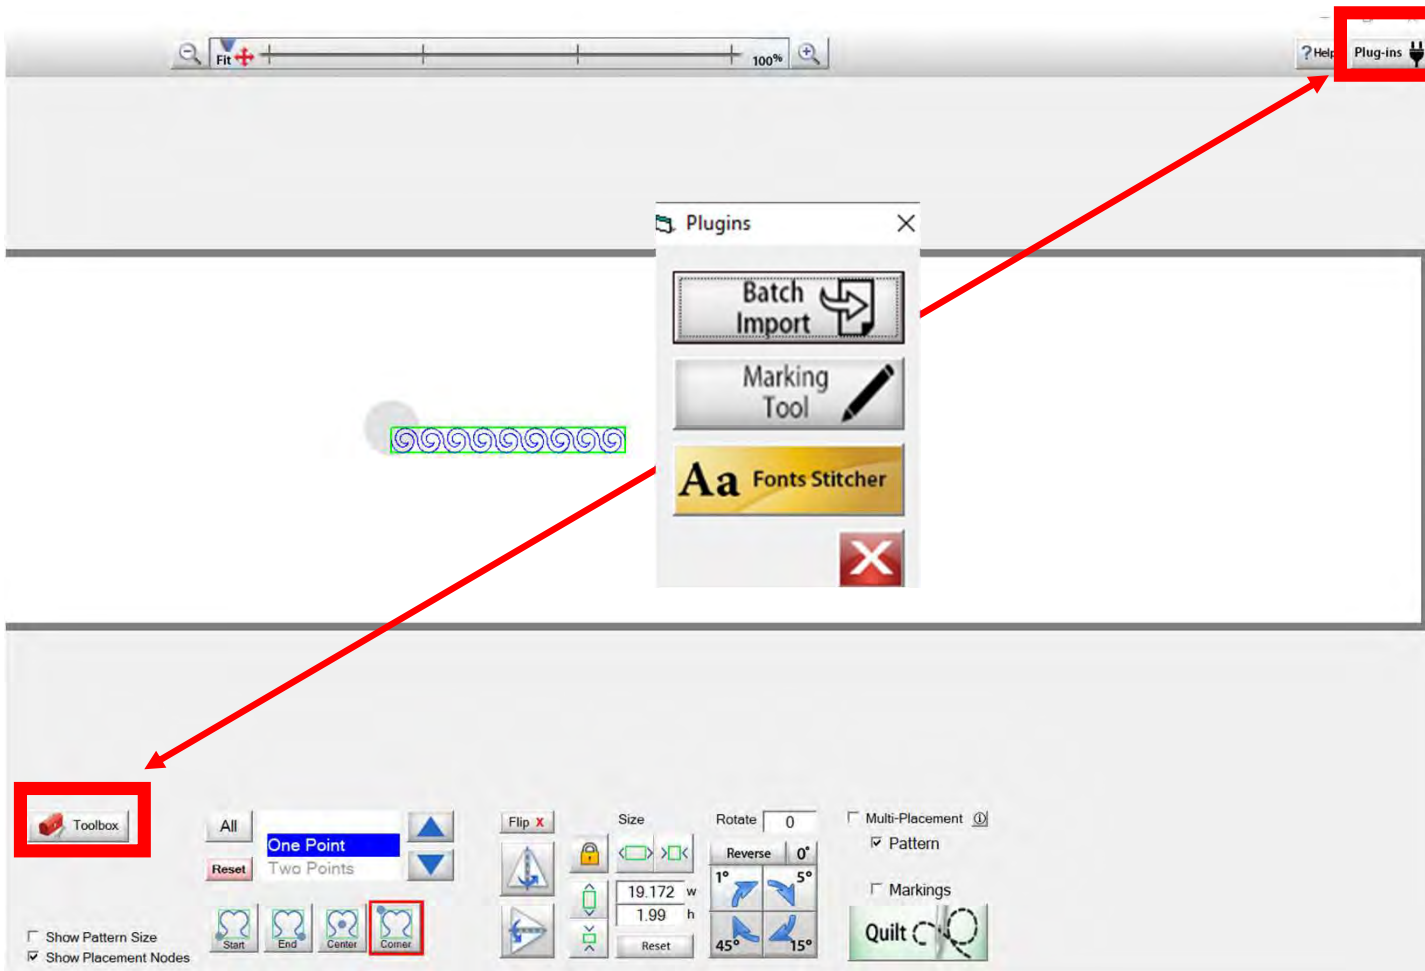 Fit
100%
? Help
Plug-ins
Plugins
Batch
Import
Marking
Tool
Aa Fonts Stitcher
Toolbox
All
One Point
Reset
Two Points
Start
End
Center
Corner
Show Pattern Size
Show Placement Nodes
Flip X
Size
19.172 w
1.99 h
Reset
Rotate 0
Reverse 0°
1° 5°
45° 15°
Multi-Placement
Pattern
Markings
Quilt